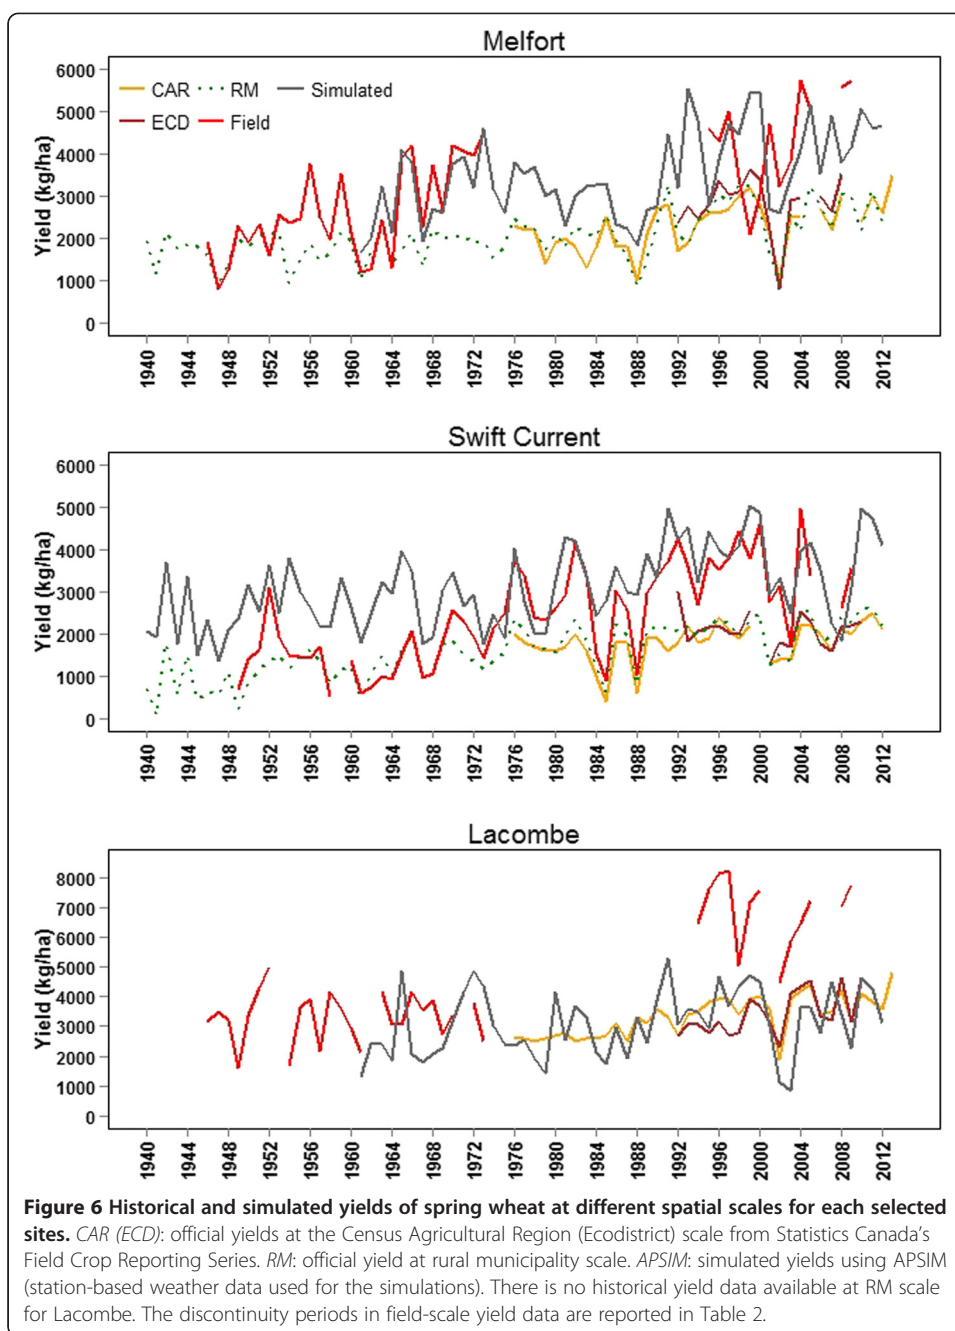 Melfort
Yield (kg/ha)
6000
5000
4000
3000
2000
1000
0
CAR RM Simulated
ECD Field
1940 1944 1948 1952 1956 1960 1964 1968 1972 1976 1980 1984 1988 1992 1996 2000 2004 2008 2012
Swift Current
Yield (kg/ha)
6000
5000
4000
3000
2000
1000
0
1940 1944 1948 1952 1956 1960 1964 1968 1972 1976 1980 1984 1988 1992 1996 2000 2004 2008 2012
Lacombe
Yield (kg/ha)
8000
7000
6000
5000
4000
3000
2000
1000
0
1940 1944 1948 1952 1956 1960 1964 1968 1972 1976 1980 1984 1988 1992 1996 2000 2004 2008 2012
Figure 6 Historical and simulated yields of spring wheat at different spatial scales for each selected
sites. CAR (ECD): official yields at the Census Agricultural Region (Ecodistrict) scale from Statistics Canada's
Field Crop Reporting Series. RM: official yield at rural municipality scale. APSIM: simulated yields using APSIM
(station-based weather data used for the simulations). There is no historical yield data available at RM scale
for Lacombe. The discontinuity periods in field-scale yield data are reported in Table 2.